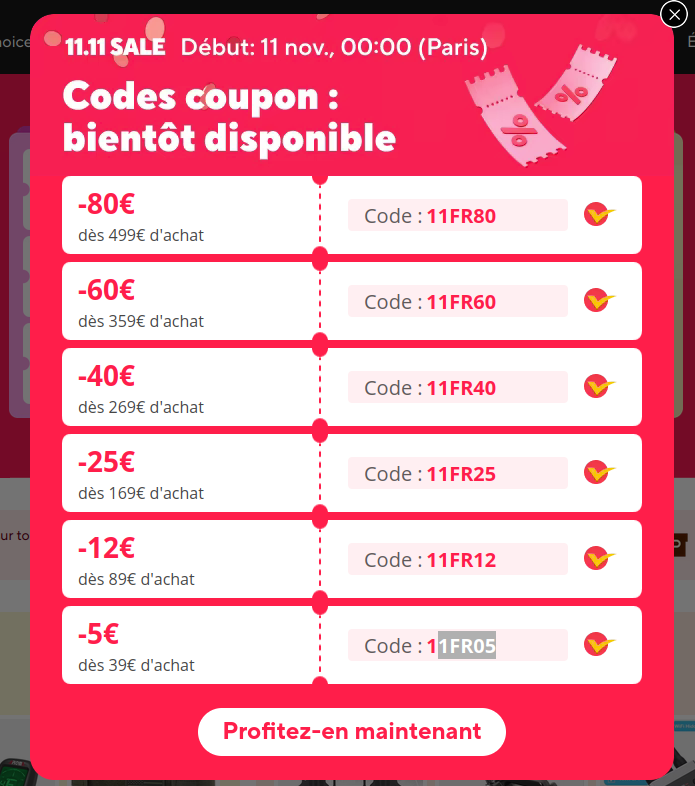 11.11 SALE Début: 11 nov., 00:00 (Paris)
Codes coupon :
bientôt disponible
-80€
dès 499€ d'achat
Code : 11FR80
-60€
dès 359€ d'achat
Code : 11FR60
-40€
dès 269€ d'achat
Code : 11FR40
-25€
dès 169€ d'achat
Code : 11FR25
-12€
dès 89€ d'achat
Code : 11FR12
-5€
dès 39€ d'achat
Code : 11FR05
Profitez-en maintenant